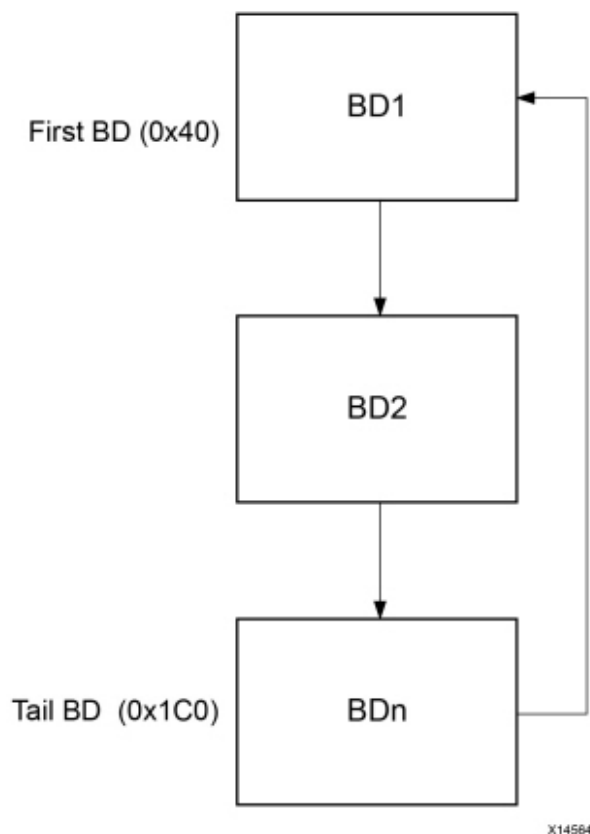 BD1
First BD (0x40)
BD2
Tail BD (0x1C0)
BDn
X14564